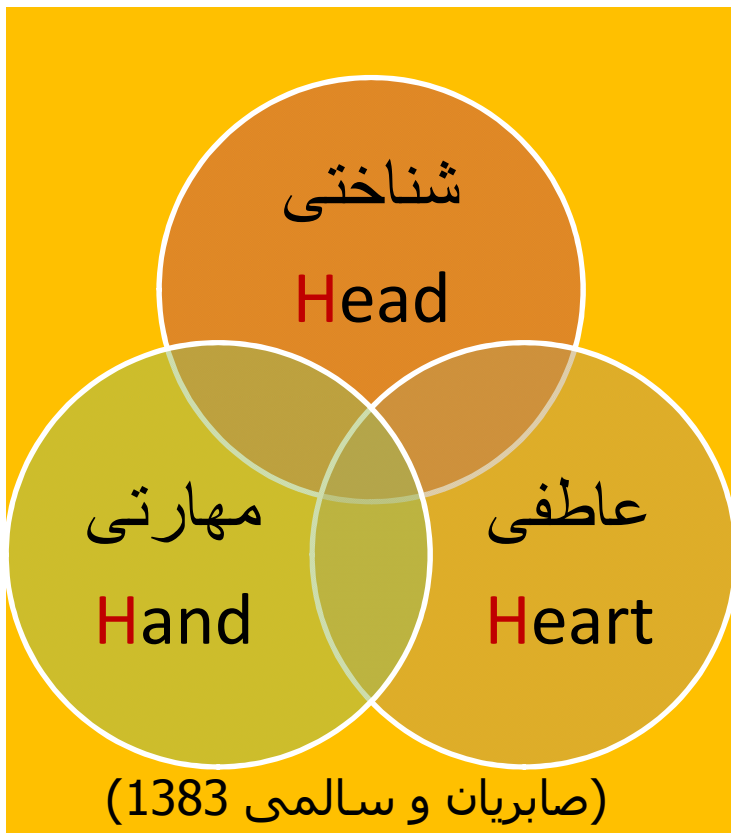 شناختی
Head
مهارتی
Hand
عاطفی
Heart
(صابریان و سالمی 1383)